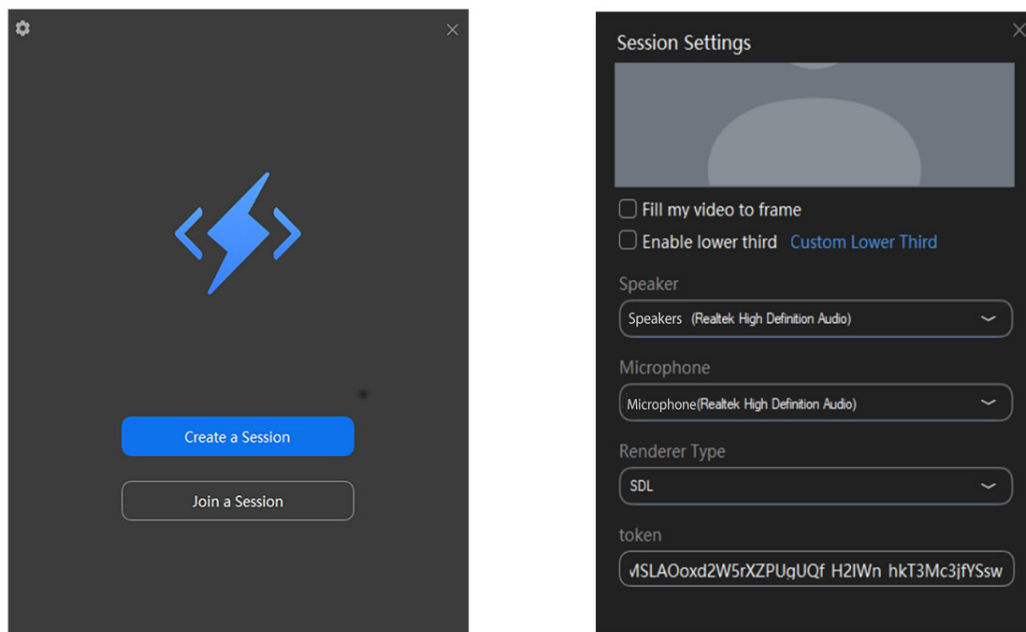 Create a Session
Join a Session
Session Settings
Fill my video to frame
Enable lower third Custom Lower Third
Speaker
Speakers (Realtek High Definition Audio)
Microphone
Microphone(Realtek High Definition Audio)
Renderer Type
SDL
token
MSLAOoxd2W5rXZPUgUQf_H2IWn_hkT3Mc3jfYSsw